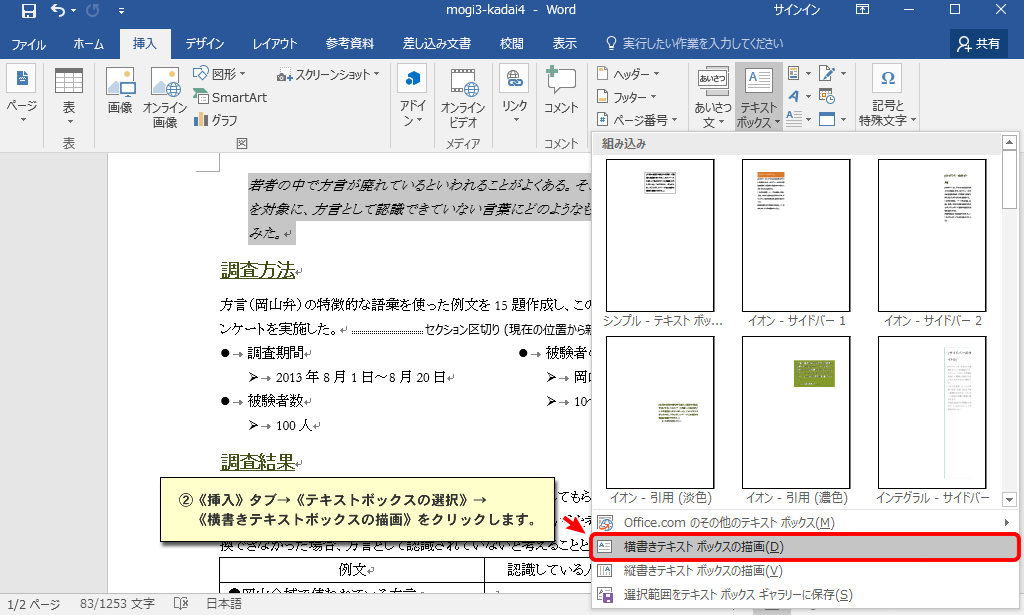 mogi3-kadai4 - Word
サインイン
ファイル ホーム 挿入 デザイン レイアウト 参考資料 差し込み文書 校閲 表示 実行したい作業を入力してください 共有
ページ
表
表
画像
オンライン
画像
図形
SmartArt
グラフ
スクリーンショット
図
アドイ
ン
オンライン
ビデオ
メディア
リンク
コメント
コメント
ヘッダー
フッター
ページ番号
あいさつ
あいさつ
文
テキスト
ボックス
記号と
特殊文字
若者の中で方言が廃れているといわれることがよくある。そ
を対象に、方言として認識できていない言葉にどのようなも
みた。
調査方法
方言(岡山弁)の特徴的な語彙を使った例文を 15 題作成し、この
ンケートを実施した。 セクション区切り (現在の位置から新
●→調査期間
➢→ 2013 年 8 月 1 日～8 月 20 日
●→被験者数
➢→ 100 人
●→ 被験者
➢→ 岡
➢→ 10
調査結果
②《挿入》タブ→《テキストボックスの選択》→
《横書きテキストボックスの描画》をクリックします。
してもら
換できなかった場合、方言として認識されていないと考えること
例文 認識している
組み込み
シンプル - テキスト ボッ...
イオン - サイドバー 1
イオン - サイドバー 2
イオン - 引用 (淡色)
イオン - 引用 (濃色)
インテグラル - サイドバー
Office.com のその他のテキスト ボックス(M)
横書きテキスト ボックスの描画(D)
縦書きテキスト ボックスの描画(V)
選択範囲をテキスト ボックス ギャラリーに保存(S)
1/2 ページ 83/1253 文字 日本語